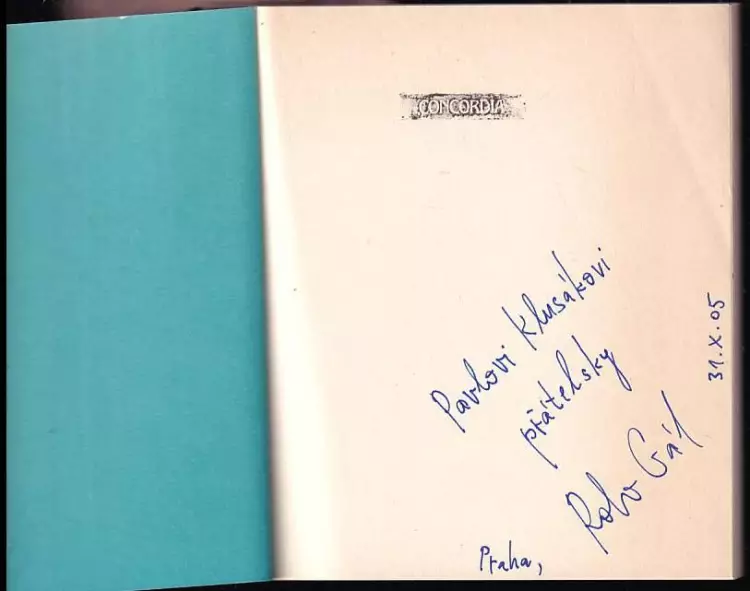 CONCORDIA
Pavlovi Klusákovi
přátelsky
Robo Gál
Praha,
31.X.05